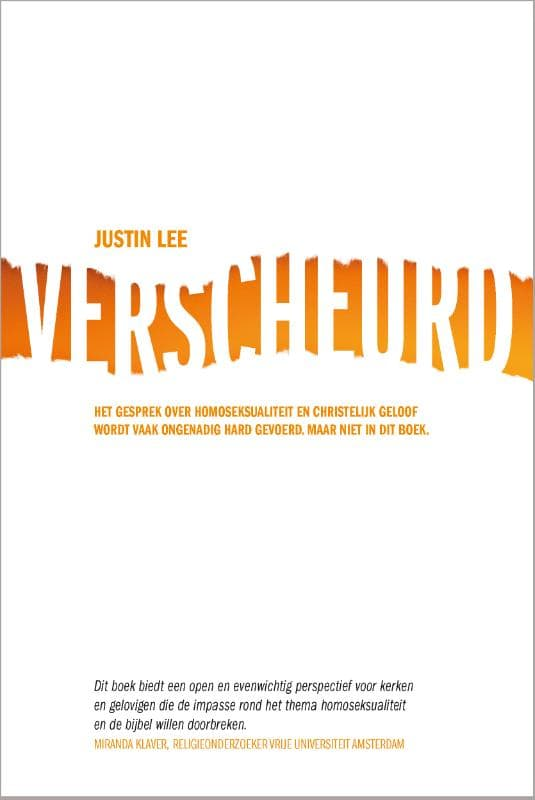 JUSTIN LEE
VERSCHEURD
HET GESPREK OVER HOMOSEKSUALITEIT EN CHRISTELIJK GELOOF
WORDT VAAK ONGENADIG HARD GEVOERD. MAAR NIET IN DIT BOEK.
Dit boek biedt een open en evenwichtig perspectief voor kerken
en gelovigen die de impasse rond het thema homoseksualiteit
en de bijbel willen doorbreken.
MIRANDA KLAVER, RELIGIEONDERZOEKER VRIJE UNIVERSITEIT AMSTERDAM